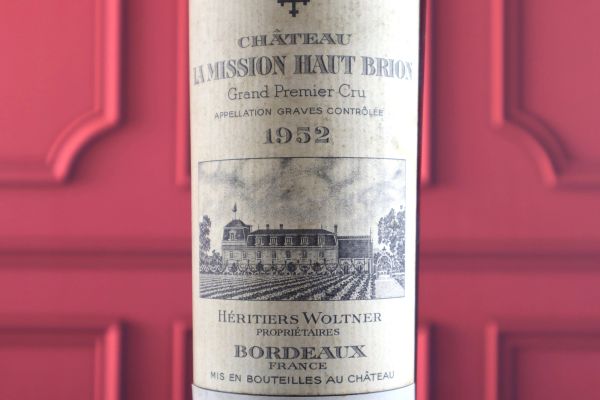 CHÂTEAU
LA MISSION HAUT BRION
Grand Premier Cru
APPELLATION GRAVES CONTRÔLÉE
1952
HÉRITIERS WOLTNER
PROPRIÉTAIRES
BORDEAUX
FRANCE
MIS EN BOUTEILLES AU CHÂTEAU